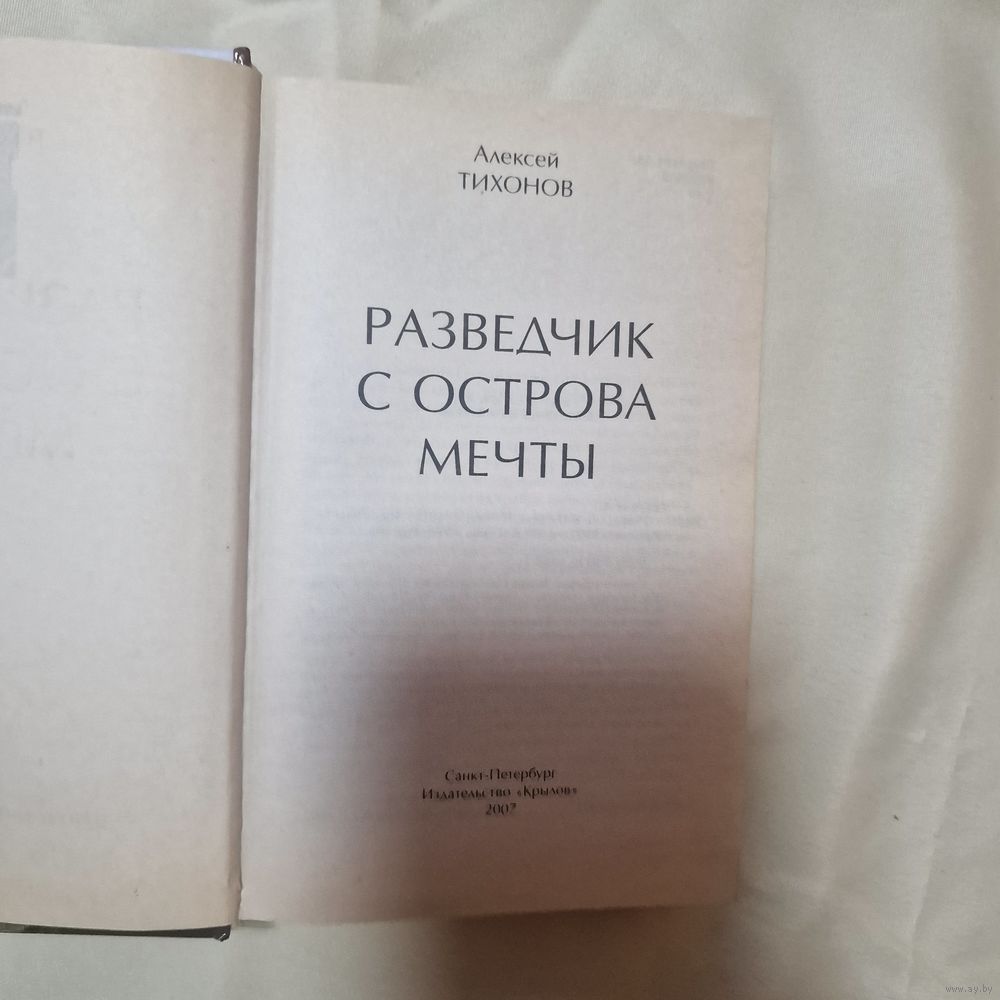 Алексей
ТИХОНОВ
РАЗВЕДЧИК
С ОСТРОВА
МЕЧТЫ
Санкт-Петербург
Издательство «Крылов»
2007
www.ay.by